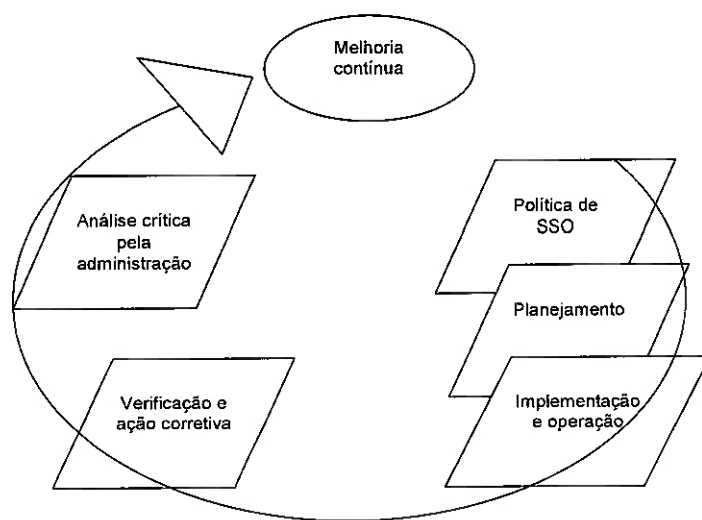 Melhoria
contínua
Política de
SSO
Planejamento
Implementação
e operação
Verificação e
ação corretiva
Análise crítica
pela
administração